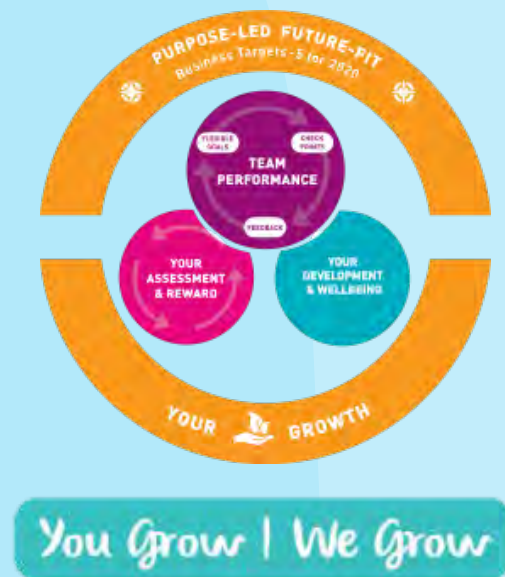 PURPOSE-LED FUTURE-FIT
Business Targets - 5 for 2020
FLEXIBLE
GOALS
CHECK
POINTS
TEAM
PERFORMANCE
FEEDBACK
YOUR
ASSESSMENT
& REWARD
YOUR
DEVELOPMENT
& WELLBEING
YOUR GROWTH
You Grow | We Grow